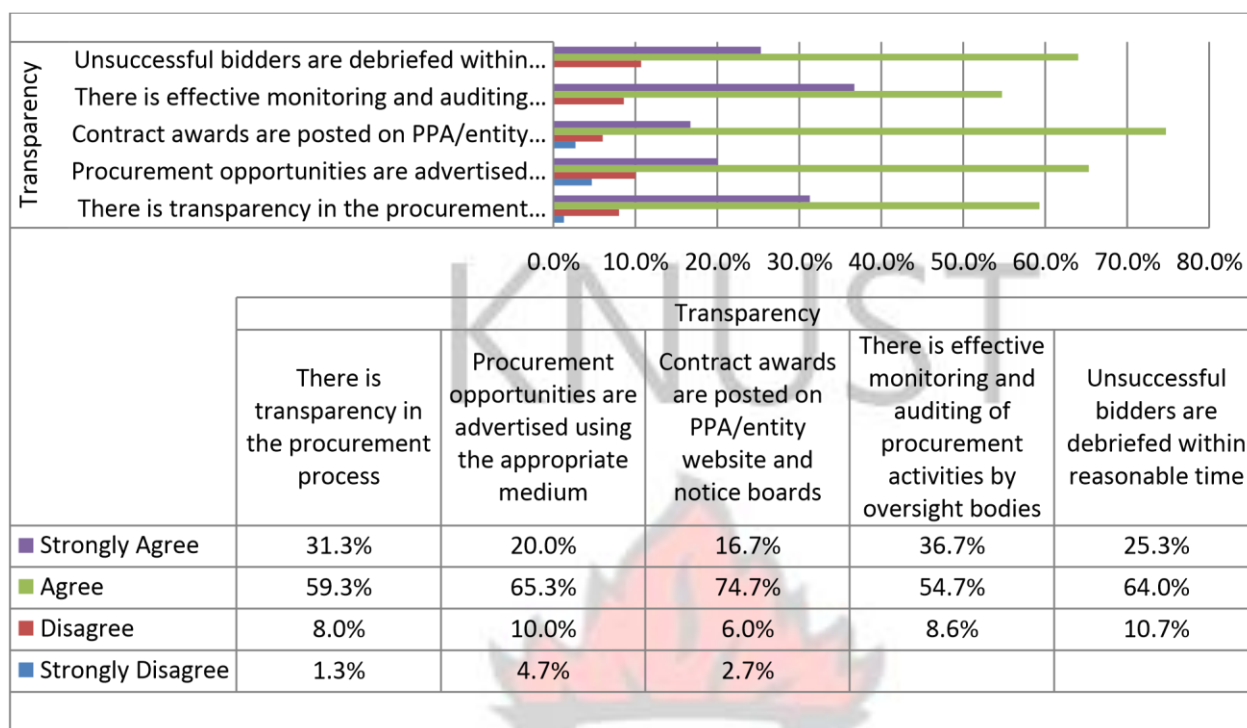 Transparency
Unsuccessful bidders are debriefed within...
There is effective monitoring and auditing...
Contract awards are posted on PPA/entity...
Procurement opportunities are advertised...
There is transparency in the procurement...
0.0% 10.0% 20.0% 30.0% 40.0% 50.0% 60.0% 70.0% 80.0%
KNUST
Transparency
There is
transparency in
the procurement
process
Procurement
opportunities are
advertised using
the appropriate
medium
Contract awards
are posted on
PPA/entity
website and
notice boards
There is effective
monitoring and
auditing of
procurement
activities by
oversight bodies
Unsuccessful
bidders are
debriefed within
reasonable time
Strongly Agree 31.3% 20.0% 16.7% 36.7% 25.3%
Agree 59.3% 65.3% 74.7% 54.7% 64.0%
Disagree 8.0% 10.0% 6.0% 8.6% 10.7%
Strongly Disagree 1.3% 4.7% 2.7%